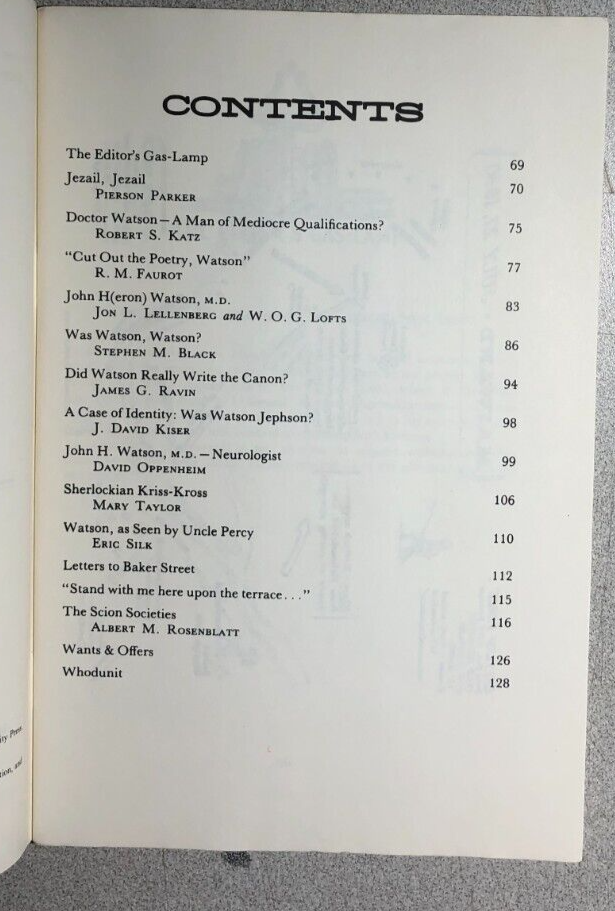 CONTENTS
The Editor's Gas-Lamp 69
Jezail, Jezail 70
PIERSON PARKER
Doctor Watson—A Man of Mediocre Qualifications? 75
ROBERT S. KATZ
"Cut Out the Poetry, Watson" 77
R. M. FAUROT
John H(eron) Watson, M.D. 83
JON L. LELLENBERG and W. O. G. LOFTS
Was Watson, Watson? 86
STEPHEN M. BLACK
Did Watson Really Write the Canon? 94
JAMES G. RAVIN
A Case of Identity: Was Watson Jephson? 98
J. DAVID KISER
John H. Watson, M.D.—Neurologist 99
DAVID OPPENHEIM
Sherlockian Kriss-Kross 106
MARY TAYLOR
Watson, as Seen by Uncle Percy 110
ERIC SILK
Letters to Baker Street 112
"Stand with me here upon the terrace..." 115
The Scion Societies 116
ALBERT M. ROSENBLATT
Wants & Offers 126
Whodunit 128
Press
and